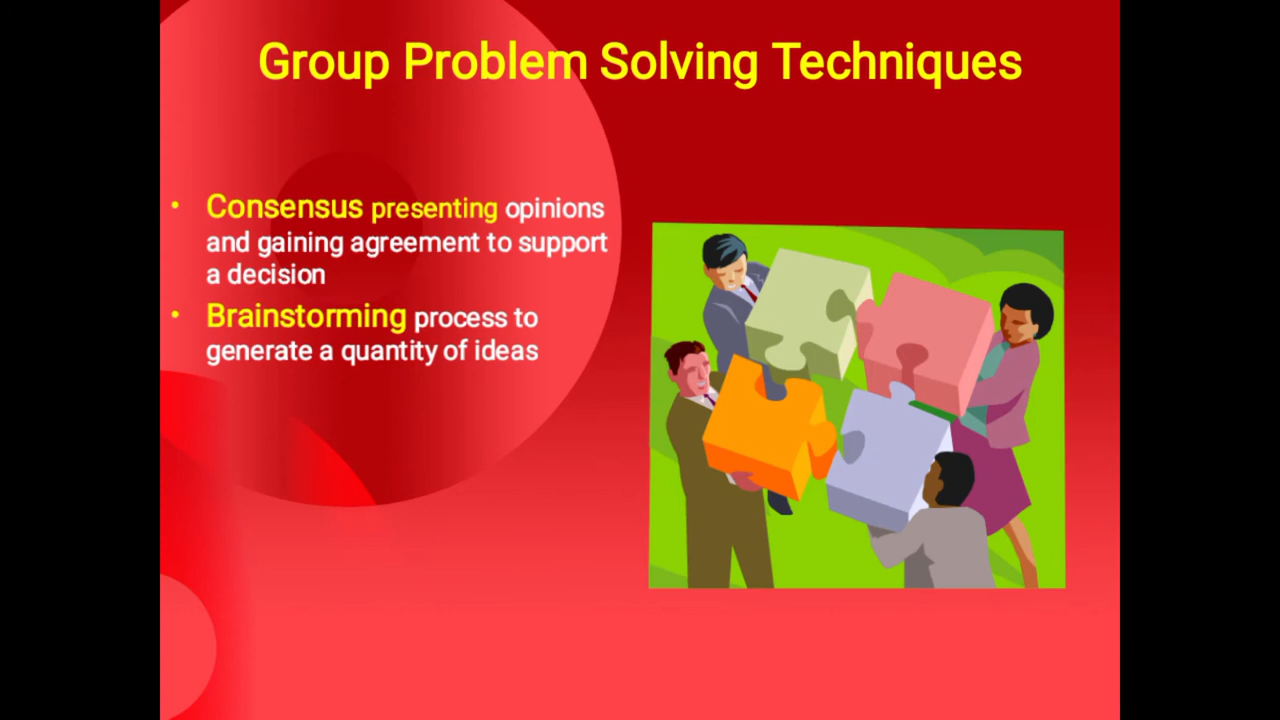 Group Problem Solving Techniques
• Consensus presenting opinions
and gaining agreement to support
a decision
• Brainstorming process to
generate a quantity of ideas